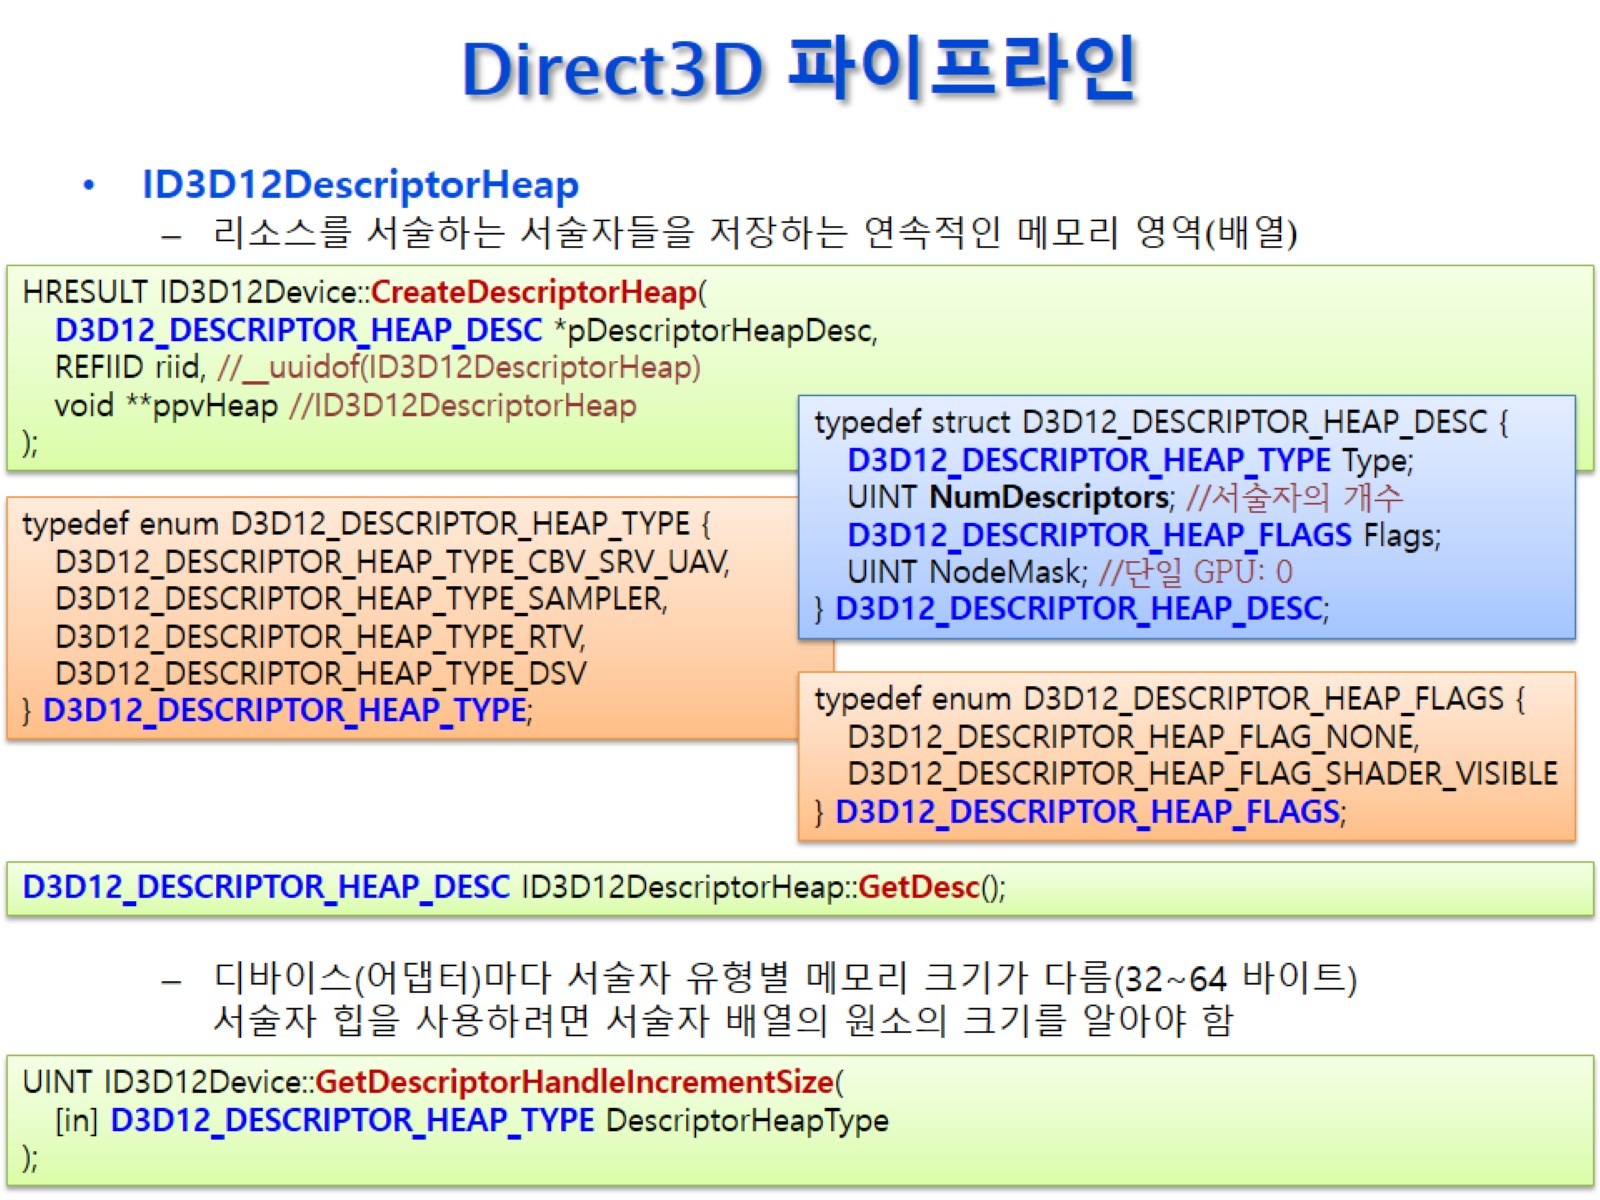 Direct3D 파이프라인
• ID3D12DescriptorHeap
– 리소스를 서술하는 서술자들을 저장하는 연속적인 메모리 영역(배열)
HRESULT ID3D12Device::CreateDescriptorHeap(
D3D12_DESCRIPTOR_HEAP_DESC *pDescriptorHeapDesc,
REFIID riid, //__uuidof(ID3D12DescriptorHeap)
void **ppvHeap //ID3D12DescriptorHeap
);
typedef struct D3D12_DESCRIPTOR_HEAP_DESC {
D3D12_DESCRIPTOR_HEAP_TYPE Type;
UINT NumDescriptors; //서술자의 개수
D3D12_DESCRIPTOR_HEAP_FLAGS Flags;
UINT NodeMask; //단일 GPU: 0
} D3D12_DESCRIPTOR_HEAP_DESC;
typedef enum D3D12_DESCRIPTOR_HEAP_TYPE {
D3D12_DESCRIPTOR_HEAP_TYPE_CBV_SRV_UAV,
D3D12_DESCRIPTOR_HEAP_TYPE_SAMPLER,
D3D12_DESCRIPTOR_HEAP_TYPE_RTV,
D3D12_DESCRIPTOR_HEAP_TYPE_DSV
} D3D12_DESCRIPTOR_HEAP_TYPE;
typedef enum D3D12_DESCRIPTOR_HEAP_FLAGS {
D3D12_DESCRIPTOR_HEAP_FLAG_NONE,
D3D12_DESCRIPTOR_HEAP_FLAG_SHADER_VISIBLE
} D3D12_DESCRIPTOR_HEAP_FLAGS;
D3D12_DESCRIPTOR_HEAP_DESC ID3D12DescriptorHeap::GetDesc();
– 디바이스(어댑터)마다 서술자 유형별 메모리 크기가 다름(32~64 바이트)
서술자 힙을 사용하려면 서술자 배열의 원소의 크기를 알아야 함
UINT ID3D12Device::GetDescriptorHandleIncrementSize(
[in] D3D12_DESCRIPTOR_HEAP_TYPE DescriptorHeapType
);